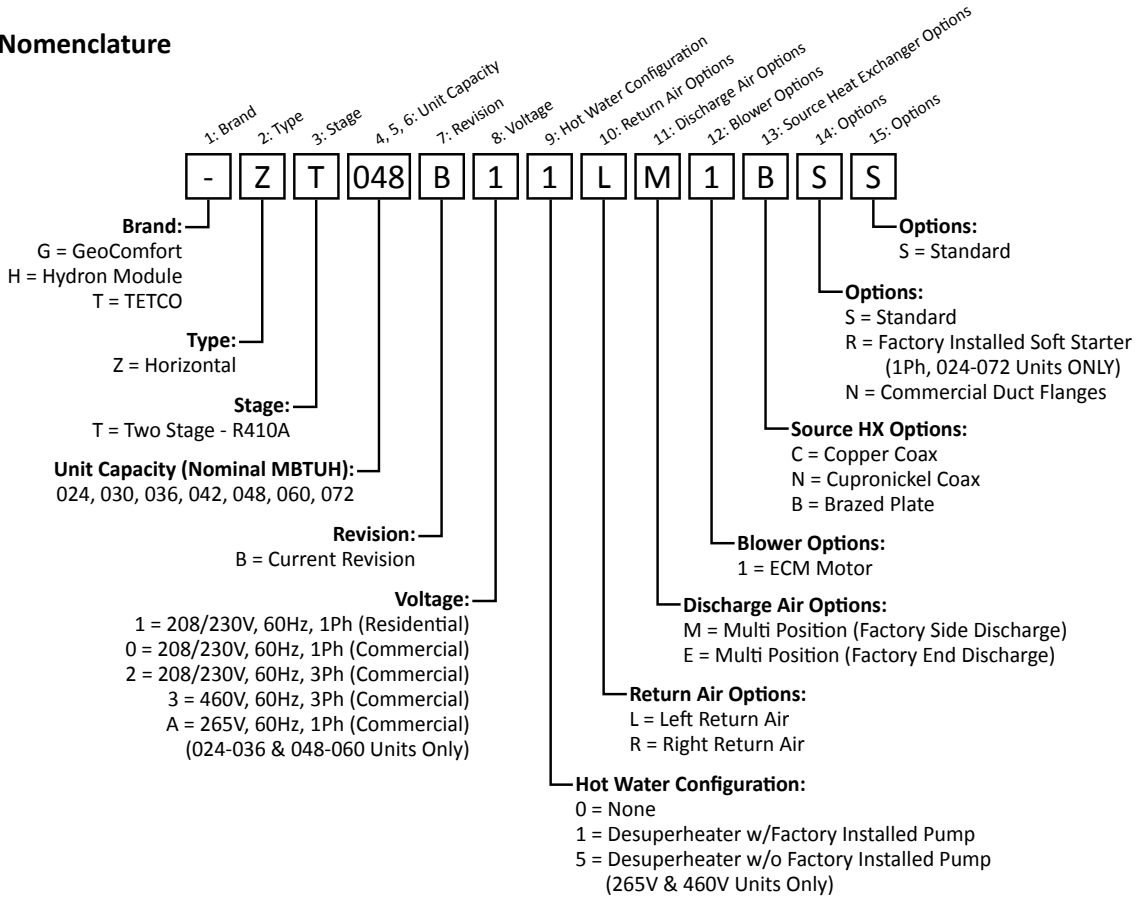 Nomenclature
1: Brand
2: Type
3: Stage
4, 5, 6: Unit Capacity
7: Revision
8: Voltage
9: Hot Water Configuration
10: Return Air Options
11: Discharge Air Options
12: Blower Options
13: Source Heat Exchanger Options
14: Options
15: Options
- Z T 048 B 1 1 L M 1 B S S
Brand:
G = GeoComfort
H = Hydron Module
T = TETCO
Type:
Z = Horizontal
Stage:
T = Two Stage - R410A
Unit Capacity (Nominal MBTUH):
024, 030, 036, 042, 048, 060, 072
Revision:
B = Current Revision
Voltage:
1 = 208/230V, 60Hz, 1Ph (Residential)
0 = 208/230V, 60Hz, 1Ph (Commercial)
2 = 208/230V, 60Hz, 3Ph (Commercial)
3 = 460V, 60Hz, 3Ph (Commercial)
A = 265V, 60Hz, 1Ph (Commercial)
(024-036 & 048-060 Units Only)
Options:
S = Standard
Options:
S = Standard
R = Factory Installed Soft Starter
(1Ph, 024-072 Units ONLY)
N = Commercial Duct Flanges
Source HX Options:
C = Copper Coax
N = Cupronickel Coax
B = Brazed Plate
Blower Options:
1 = ECM Motor
Discharge Air Options:
M = Multi Position (Factory Side Discharge)
E = Multi Position (Factory End Discharge)
Return Air Options:
L = Left Return Air
R = Right Return Air
Hot Water Configuration:
0 = None
1 = Desuperheater w/Factory Installed Pump
5 = Desuperheater w/o Factory Installed Pump
(265V & 460V Units Only)